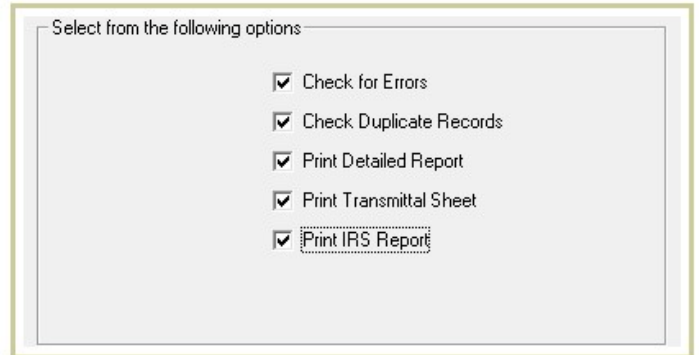 Select from the following options
Check for Errors
Check Duplicate Records
Print Detailed Report
Print Transmittal Sheet
Print IRS Report